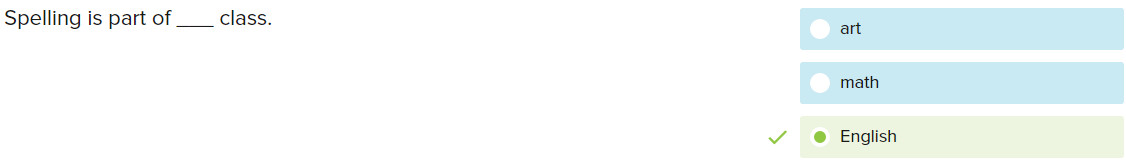 Spelling is part of ___ class.
art
math
English